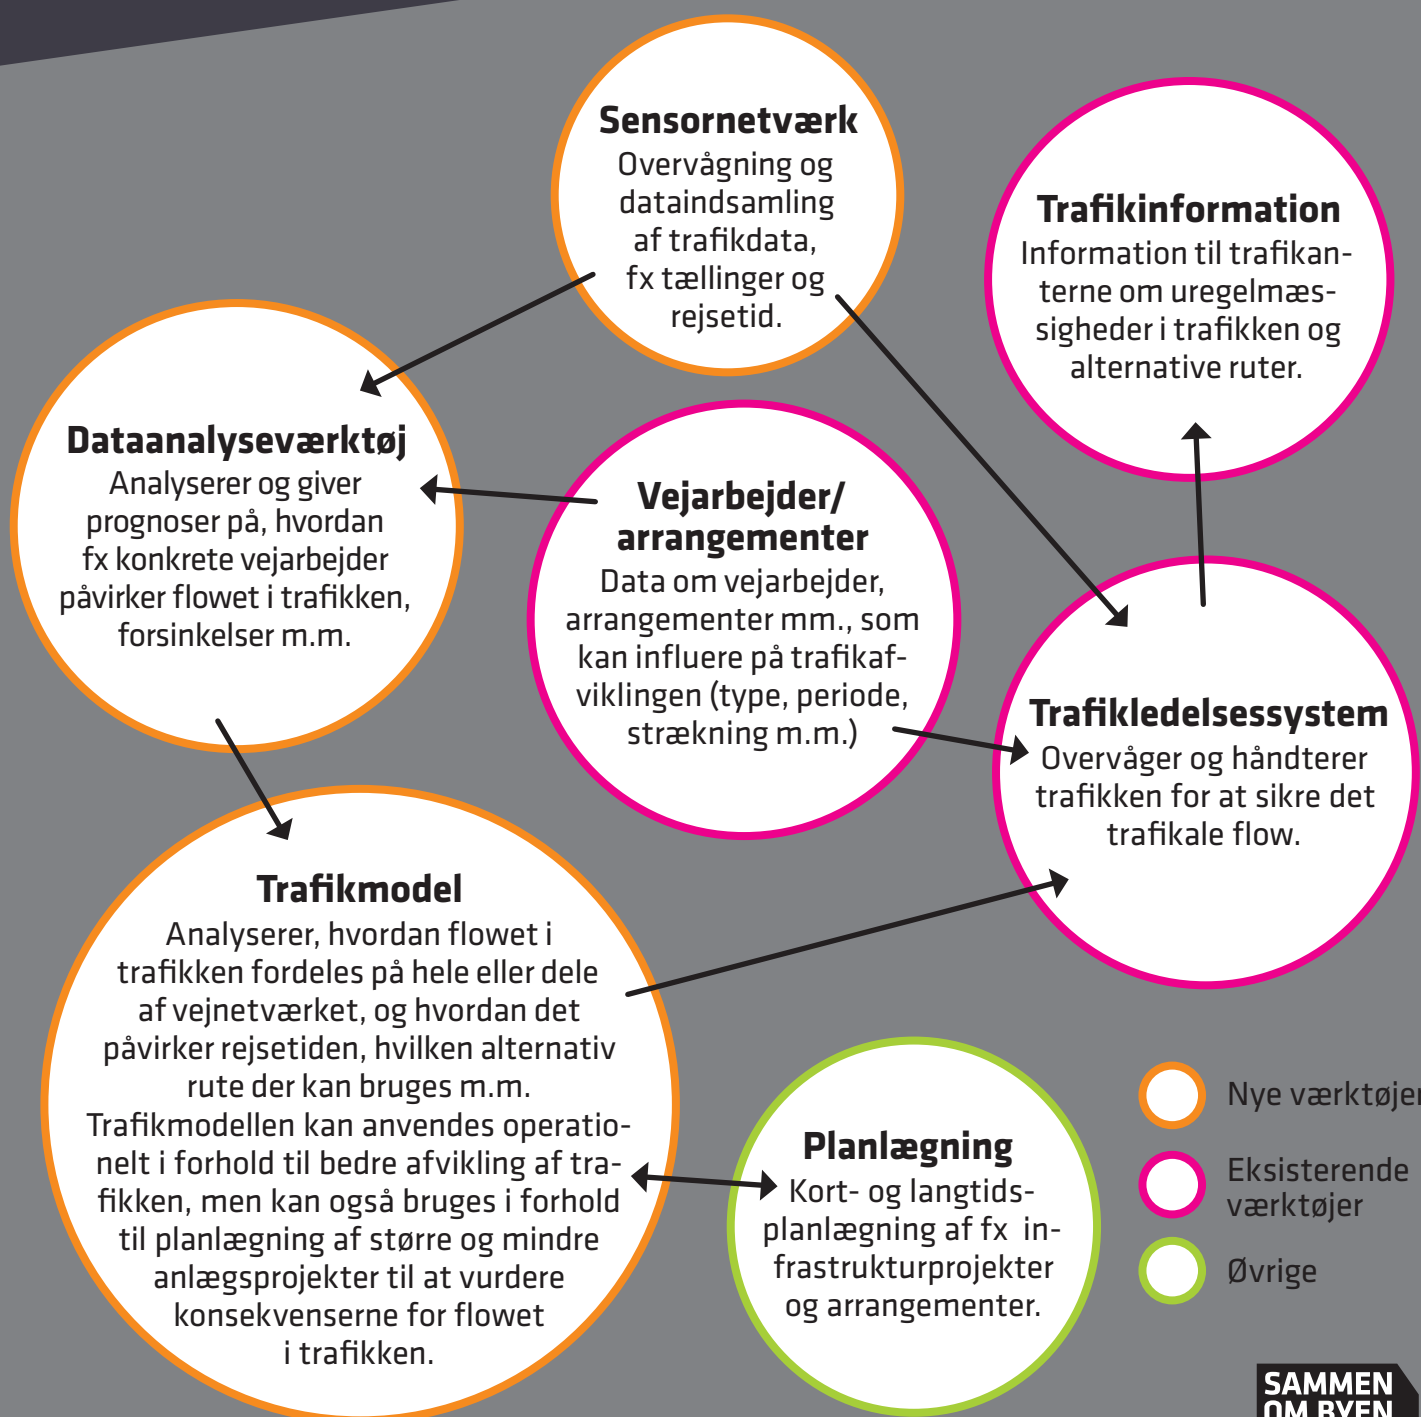 Sensornetværk
Overvågning og
dataindsamling
af trafikdata,
fx tællinger og
rejsetid.
Trafikinformation
Information til trafikan-
terne om uregelmæs-
sigheder i trafikken og
alternative ruter.
Dataanalyseværktøj
Analyserer og giver
prognoser på, hvordan
fx konkrete vejarbejder
påvirker flowet i trafikken,
forsinkelser m.m.
Vejarbejder/
arrangementer
Data om vejarbejder,
arrangementer mm., som
kan influere på trafikaf-
viklingen (type, periode,
strækning m.m.)
Trafikledelsessystem
Overvåger og håndterer
trafikken for at sikre det
trafikale flow.
Trafikmodel
Analyserer, hvordan flowet i
trafikken fordeles på hele eller dele
af vejnetværket, og hvordan det
påvirker rejsetiden, hvilken alternativ
rute der kan bruges m.m.
Trafikmodellen kan anvendes operatio-
nelt i forhold til bedre afvikling af tra-
fikken, men kan også bruges i forhold
til planlægning af større og mindre
anlægsprojekter til at vurdere
konsekvenserne for flowet
i trafikken.
Planlægning
Kort- og langtids-
planlægning af fx in-
frastrukturprojekter
og arrangementer.
Nye værktøjer
Eksisterende
værktøjer
Øvrige
SAMMEN
OM BYEN